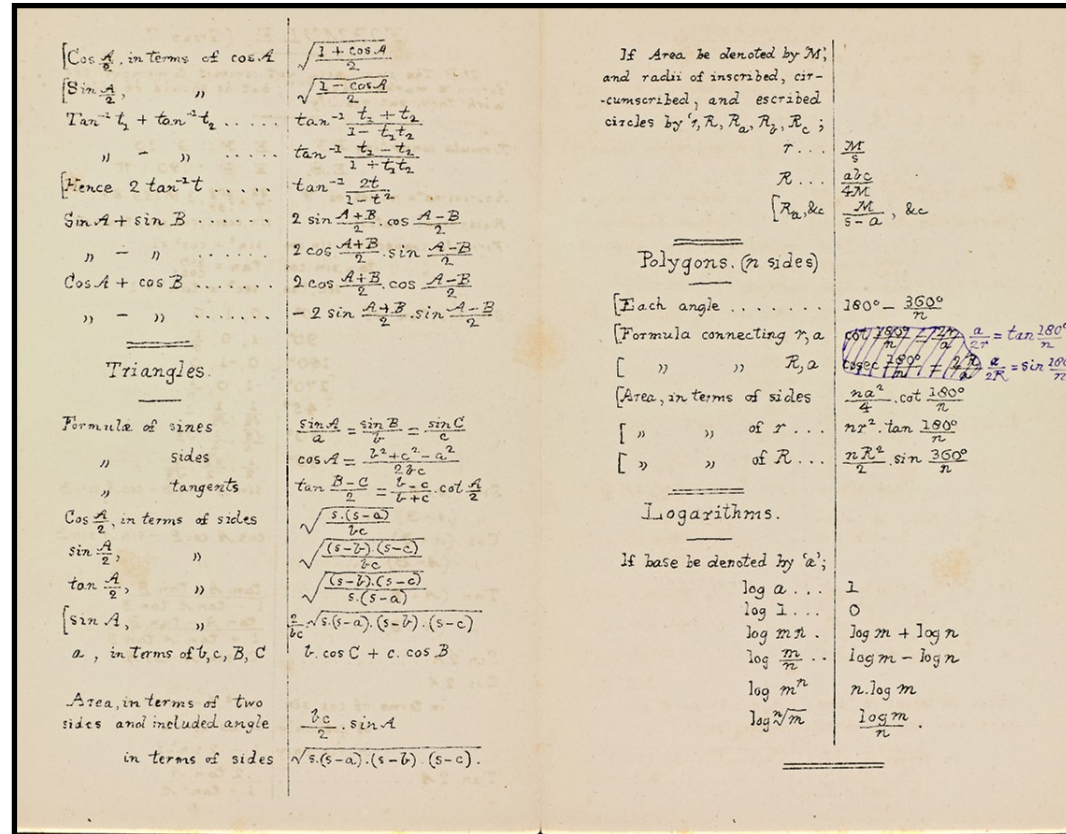 [Cos A/2, in terms of cos A √((1 + cos A)/2)
[Sin A/2, „ √((1 − cos A)/2)
Tan⁻¹ t₁ + tan⁻¹ t₂ ..... tan⁻¹ (t₁ + t₂)/(1 − t₁t₂)
„ − „ ..... tan⁻¹ (t₁ − t₂)/(1 + t₁t₂)
[Hence 2 tan⁻¹ t ..... tan⁻¹ 2t/(1 − t²)
Sin A + sin B ...... 2 sin (A+B)/2 . cos (A−B)/2
„ − „ ...... 2 cos (A+B)/2 . sin (A−B)/2
Cos A + cos B ....... 2 cos (A+B)/2 . cos (A−B)/2
„ − „ ....... − 2 sin (A+B)/2 . sin (A−B)/2
Triangles.
Formulæ of sines sin A/a = sin B/b = sin C/c
„ sides cos A = (b² + c² − a²)/2bc
„ tangents tan (B−C)/2 = (b−c)/(b+c) . cot A/2
Cos A/2, in terms of sides √(s.(s−a)/bc)
sin A/2, „ √((s−b).(s−c)/bc)
tan A/2, „ √((s−b).(s−c)/s.(s−a))
[sin A, „ 2/bc . √(s.(s−a).(s−b).(s−c))
a, in terms of b, c, B, C b. cos C + c. cos B
Area, in terms of two
sides and included angle bc/2 . sin A
in terms of sides √(s.(s−a).(s−b).(s−c)).
If Area be denoted by 'M',
and radii of inscribed, cir-
-cumscribed, and escribed
circles by 'r, R, Rₐ, R_b, R_c;
r... M/s
R... abc/4M
[Rₐ, &c M/(s−a), &c
Polygons. (n sides)
[Each angle ........ 180° − 360°/n
[Formula connecting r, a cot 180°/n = 2r/a a/2r = tan 180°/n
[ „ „ R, a cosec 180°/n = 2R/a a/2R = sin 180/n
[Area, in terms of sides na²/4 . cot 180°/n
[ „ „ of r ... nr². tan 180°/n
[ „ „ of R ... nR²/2 . sin 360°/n
Logarithms.
If base be denoted by 'a';
log a ... 1
log 1 ... 0
log mn . log m + log n
log m/n .. log m − log n
log mⁿ n. log m
log ⁿ√m log m/n .